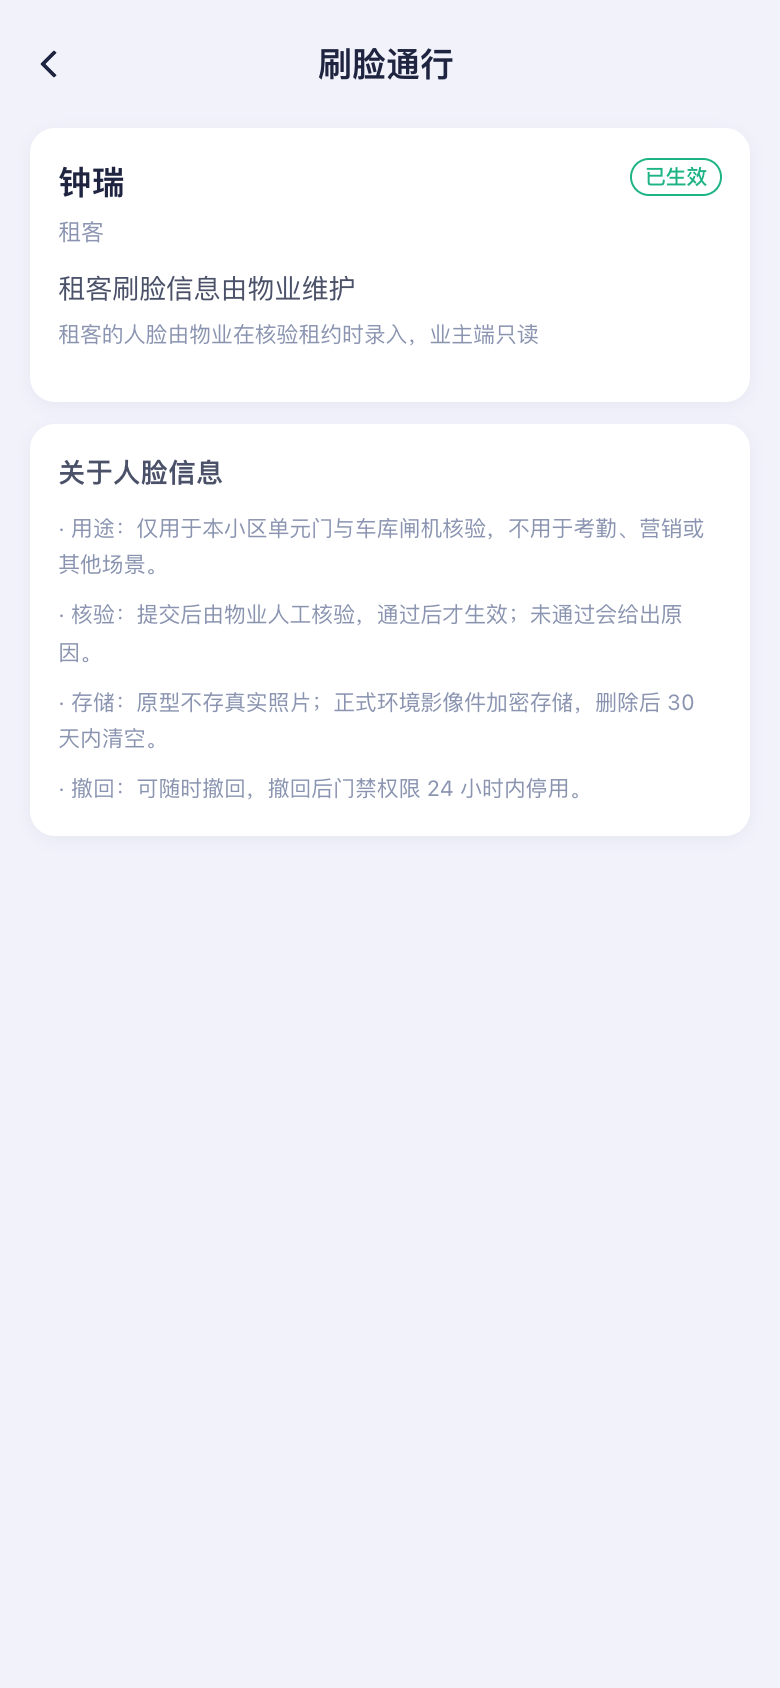 刷脸通行
钟瑞
已生效
租客
租客刷脸信息由物业维护
租客的人脸由物业在核验租约时录入，业主端只读
关于人脸信息
· 用途：仅用于本小区单元门与车库闸机核验，不用于考勤、营销或
其他场景。
· 核验：提交后由物业人工核验，通过后才生效；未通过会给出原
因。
· 存储：原型不存真实照片；正式环境影像件加密存储，删除后 30
天内清空。
· 撤回：可随时撤回，撤回后门禁权限 24 小时内停用。